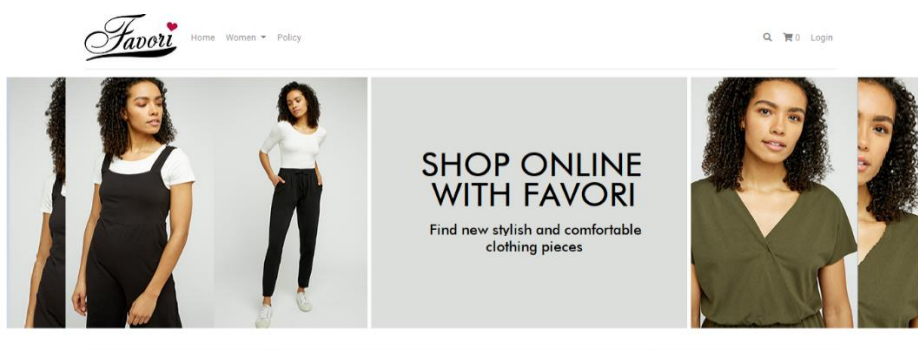 Favori
Home Women Policy
0 Login
SHOP ONLINE
WITH FAVORI
Find new stylish and comfortable
clothing pieces